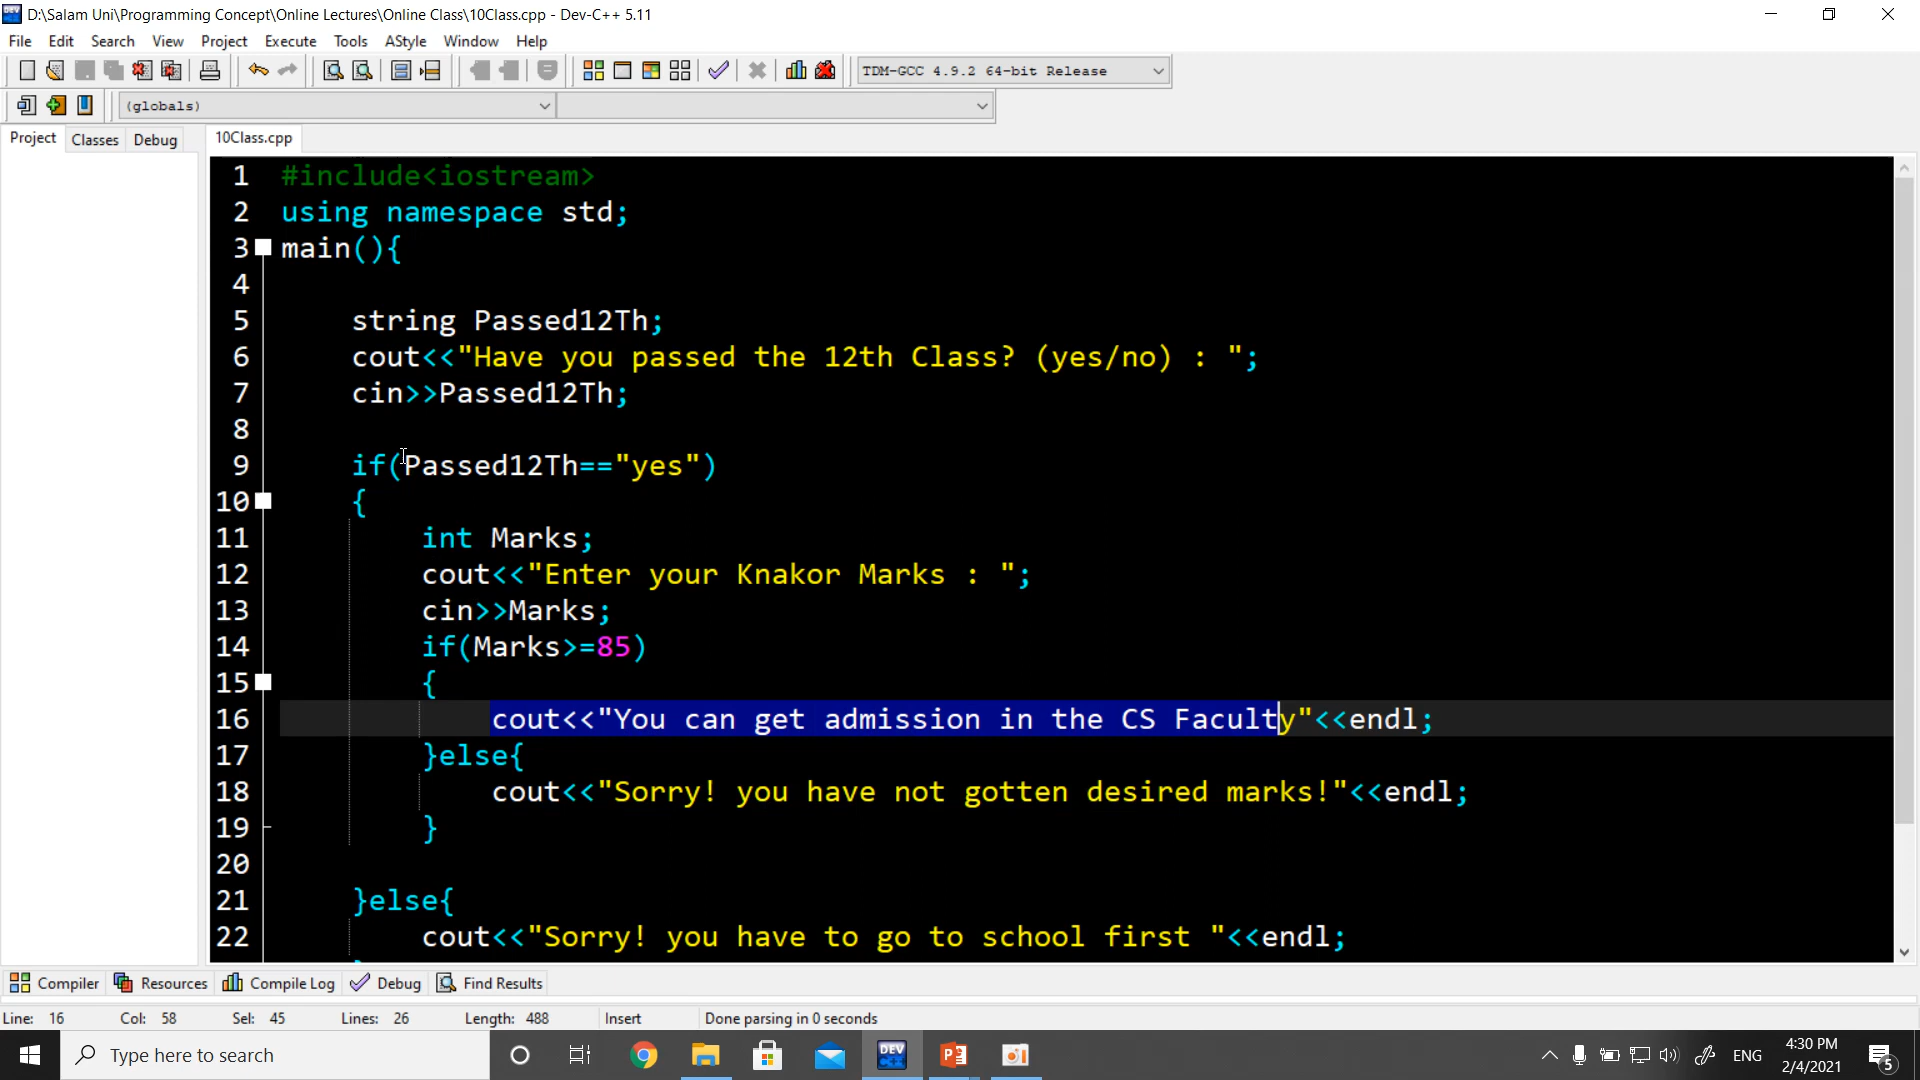 D:\Salam Uni\Programming Concept\Online Lectures\Online Class\10Class.cpp - Dev-C++ 5.11
File Edit Search View Project Execute Tools AStyle Window Help
TDM-GCC 4.9.2 64-bit Release
(globals)
Project Classes Debug 10Class.cpp
1 #include<iostream>
2 using namespace std;
3 main(){
4
5 string Passed12Th;
6 cout<<"Have you passed the 12th Class? (yes/no) : ";
7 cin>>Passed12Th;
8
9 if(Passed12Th=="yes")
10 {
11 int Marks;
12 cout<<"Enter your Knakor Marks : ";
13 cin>>Marks;
14 if(Marks>=85)
15 {
16 cout<<"You can get admission in the CS Faculty"<<endl;
17 }else{
18 cout<<"Sorry! you have not gotten desired marks!"<<endl;
19 }
20
21 }else{
22 cout<<"Sorry! you have to go to school first "<<endl;
Compiler Resources Compile Log Debug Find Results
Line: 16 Col: 58 Sel: 45 Lines: 26 Length: 488 Insert Done parsing in 0 seconds
Type here to search
DEV C++
ENG
4:30 PM
2/4/2021
5